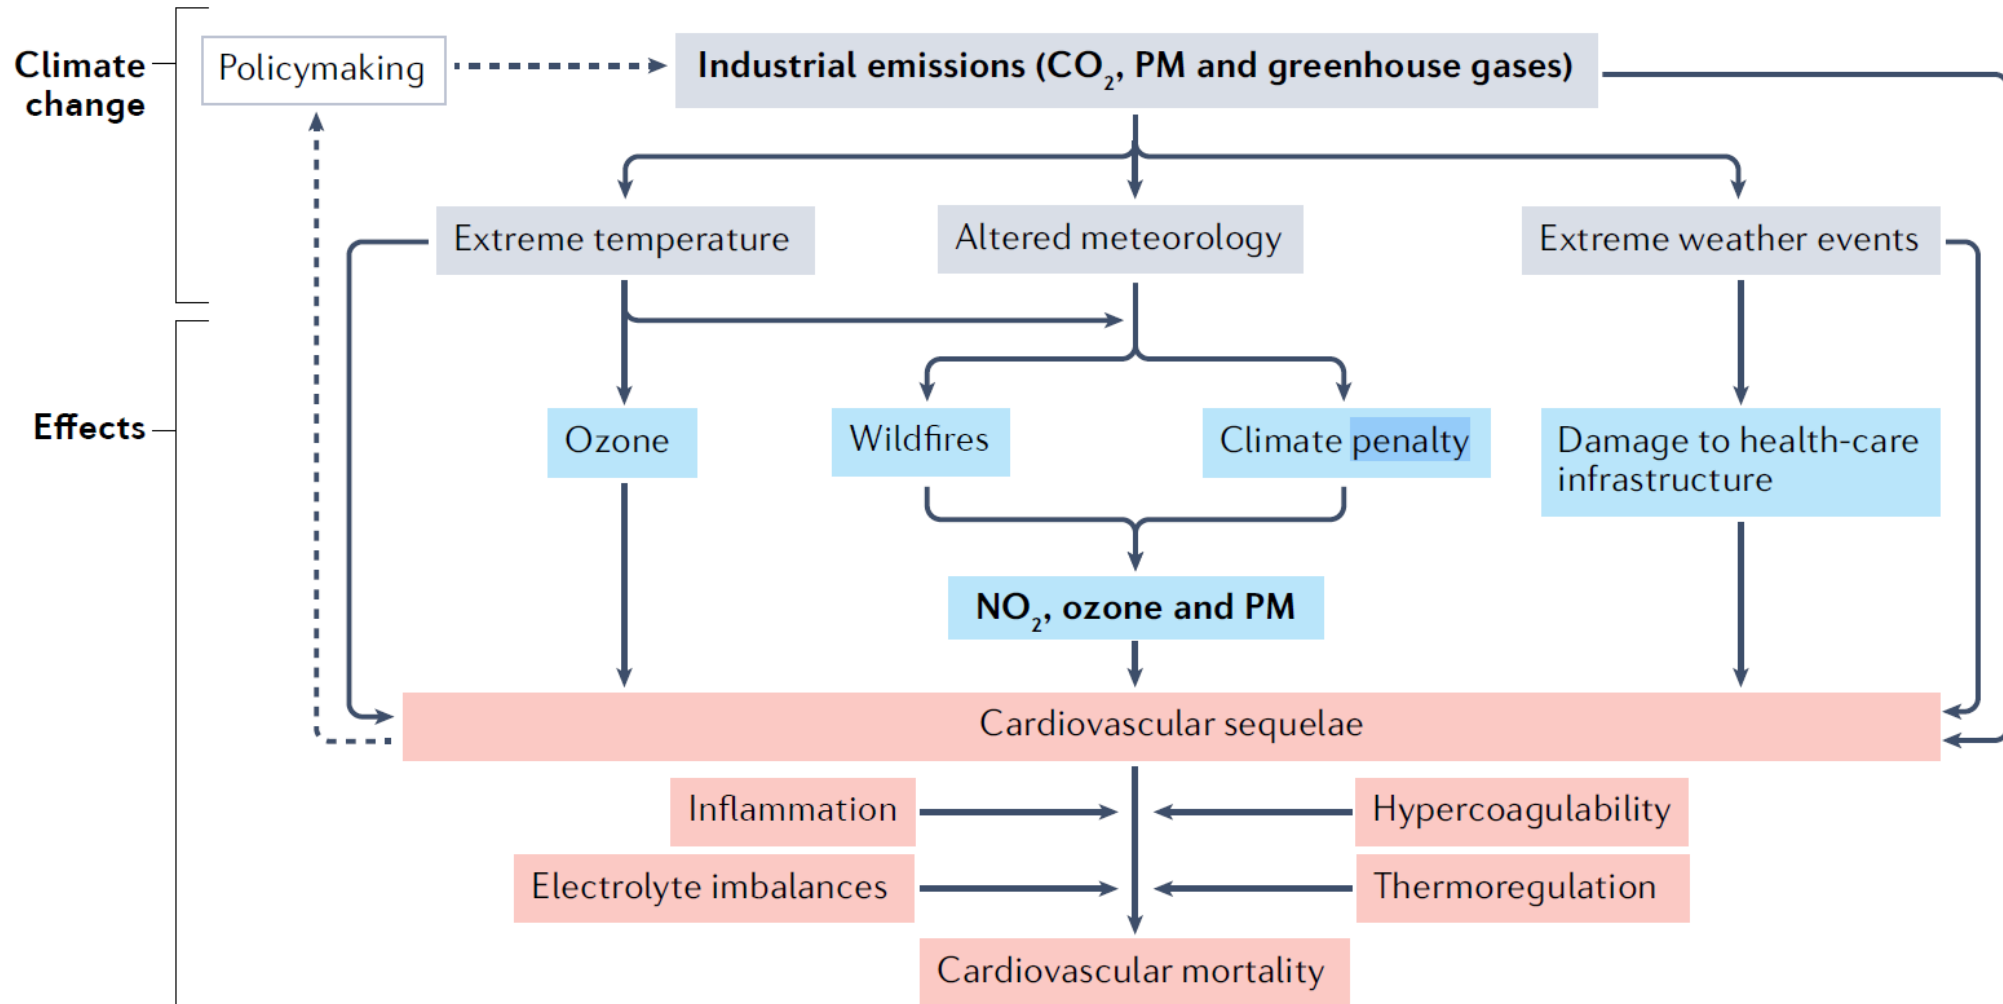 Climate
change
Policymaking
Industrial emissions (CO₂, PM and greenhouse gases)
Extreme temperature
Altered meteorology
Extreme weather events
Effects
Ozone
Wildfires
Climate penalty
Damage to health-care
infrastructure
NO₂, ozone and PM
Cardiovascular sequelae
Inflammation
Hypercoagulability
Electrolyte imbalances
Thermoregulation
Cardiovascular mortality